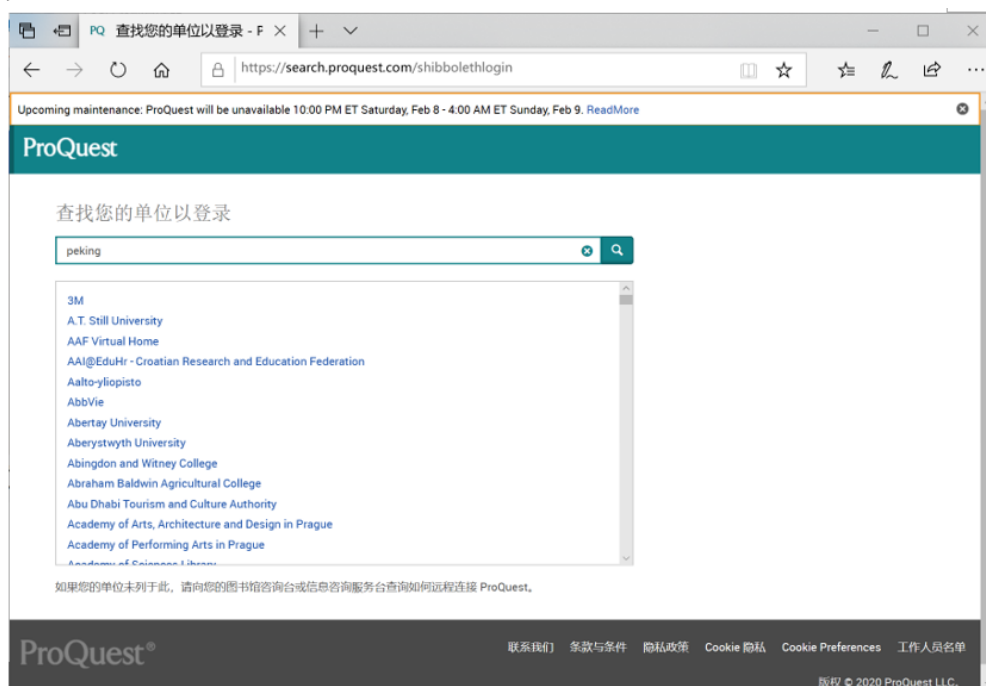 PQ 查找您的单位以登录 - F
https://search.proquest.com/shibbolethlogin
Upcoming maintenance: ProQuest will be unavailable 10:00 PM ET Saturday, Feb 8 - 4:00 AM ET Sunday, Feb 9. ReadMore
ProQuest
查找您的单位以登录
peking
3M
A.T. Still University
AAF Virtual Home
AAI@EduHr - Croatian Research and Education Federation
Aalto-yliopisto
AbbVie
Abertay University
Aberystwyth University
Abingdon and Witney College
Abraham Baldwin Agricultural College
Abu Dhabi Tourism and Culture Authority
Academy of Arts, Architecture and Design in Prague
Academy of Performing Arts in Prague
Academy of Sciences Library
如果您的单位未列于此，请向您的图书馆咨询台或信息咨询服务台查询如何远程连接 ProQuest。
ProQuest®
联系我们 条款与条件 隐私政策 Cookie 隐私 Cookie Preferences 工作人员名单
版权 © 2020 ProQuest LLC。